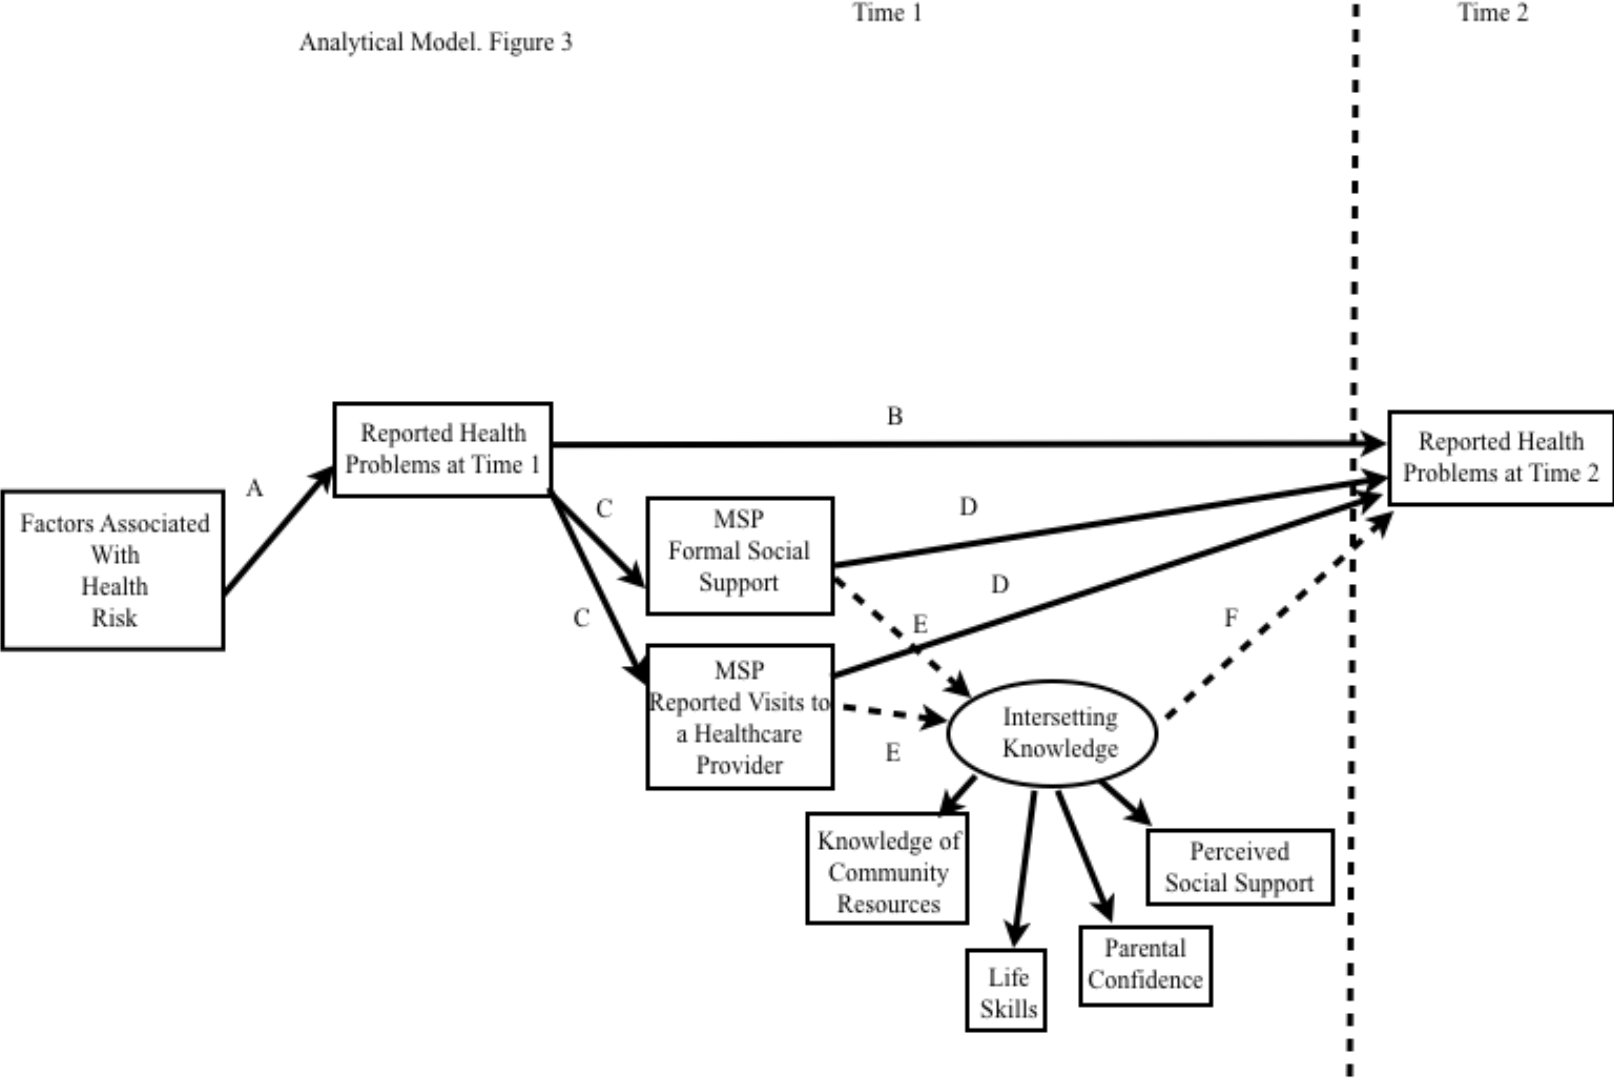 Time 1
Time 2
Analytical Model. Figure 3
B
Reported Health
Problems at Time 1
Reported Health
Problems at Time 2
A
C
D
Factors Associated
With
Health
Risk
MSP
Formal Social
Support
D
C
E
F
MSP
Reported Visits to
a Healthcare
Provider
E
Intersetting
Knowledge
Knowledge of
Community
Resources
Perceived
Social Support
Parental
Confidence
Life
Skills